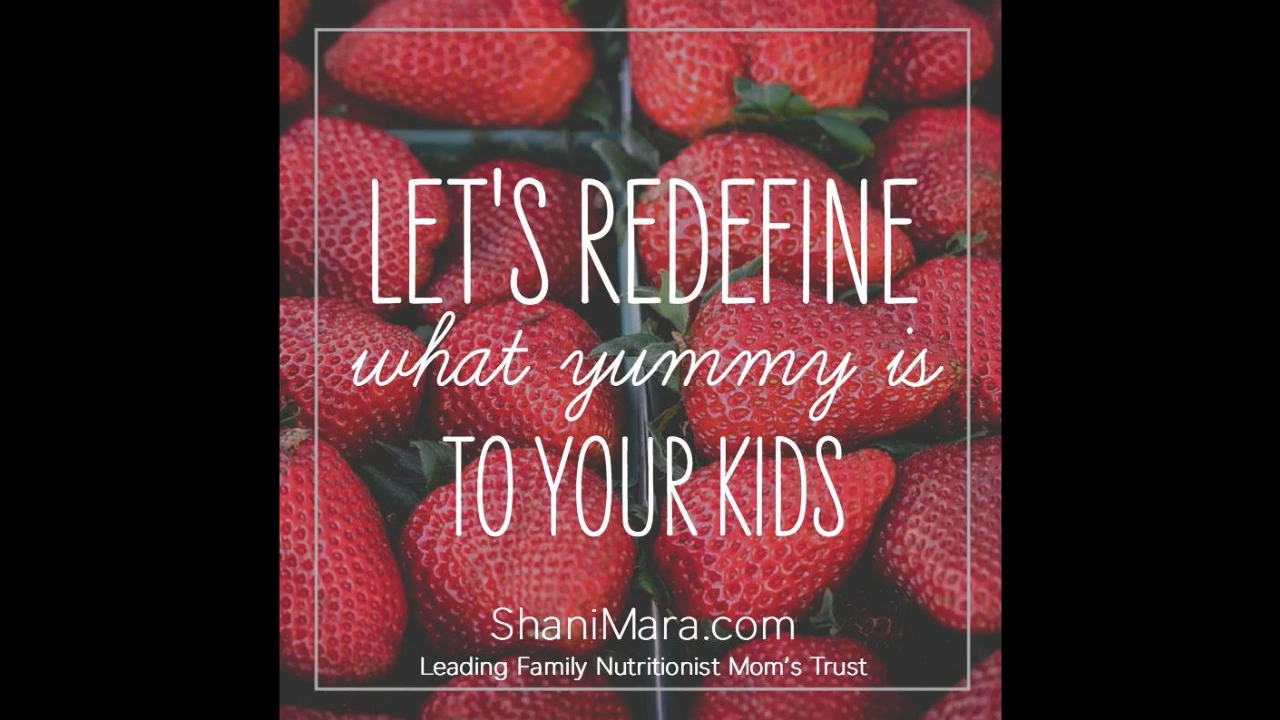 LET'S REDEFINE
what yummy is
TO YOUR KIDS
ShaniMara.com
Leading Family Nutritionist Mom's Trust